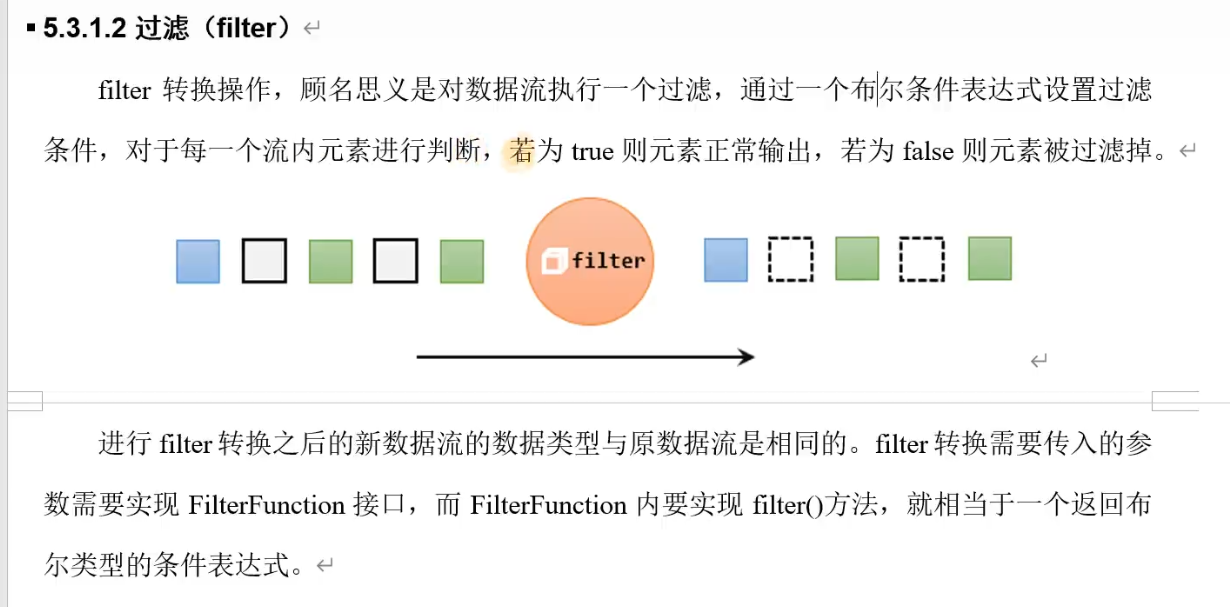 5.3.1.2 过滤（filter）
filter 转换操作，顾名思义是对数据流执行一个过滤，通过一个布尔条件表达式设置过滤
条件，对于每一个流内元素进行判断，若为 true 则元素正常输出，若为 false 则元素被过滤掉。
filter
进行 filter 转换之后的新数据流的数据类型与原数据流是相同的。filter 转换需要传入的参
数需要实现 FilterFunction 接口，而 FilterFunction 内要实现 filter()方法，就相当于一个返回布
尔类型的条件表达式。